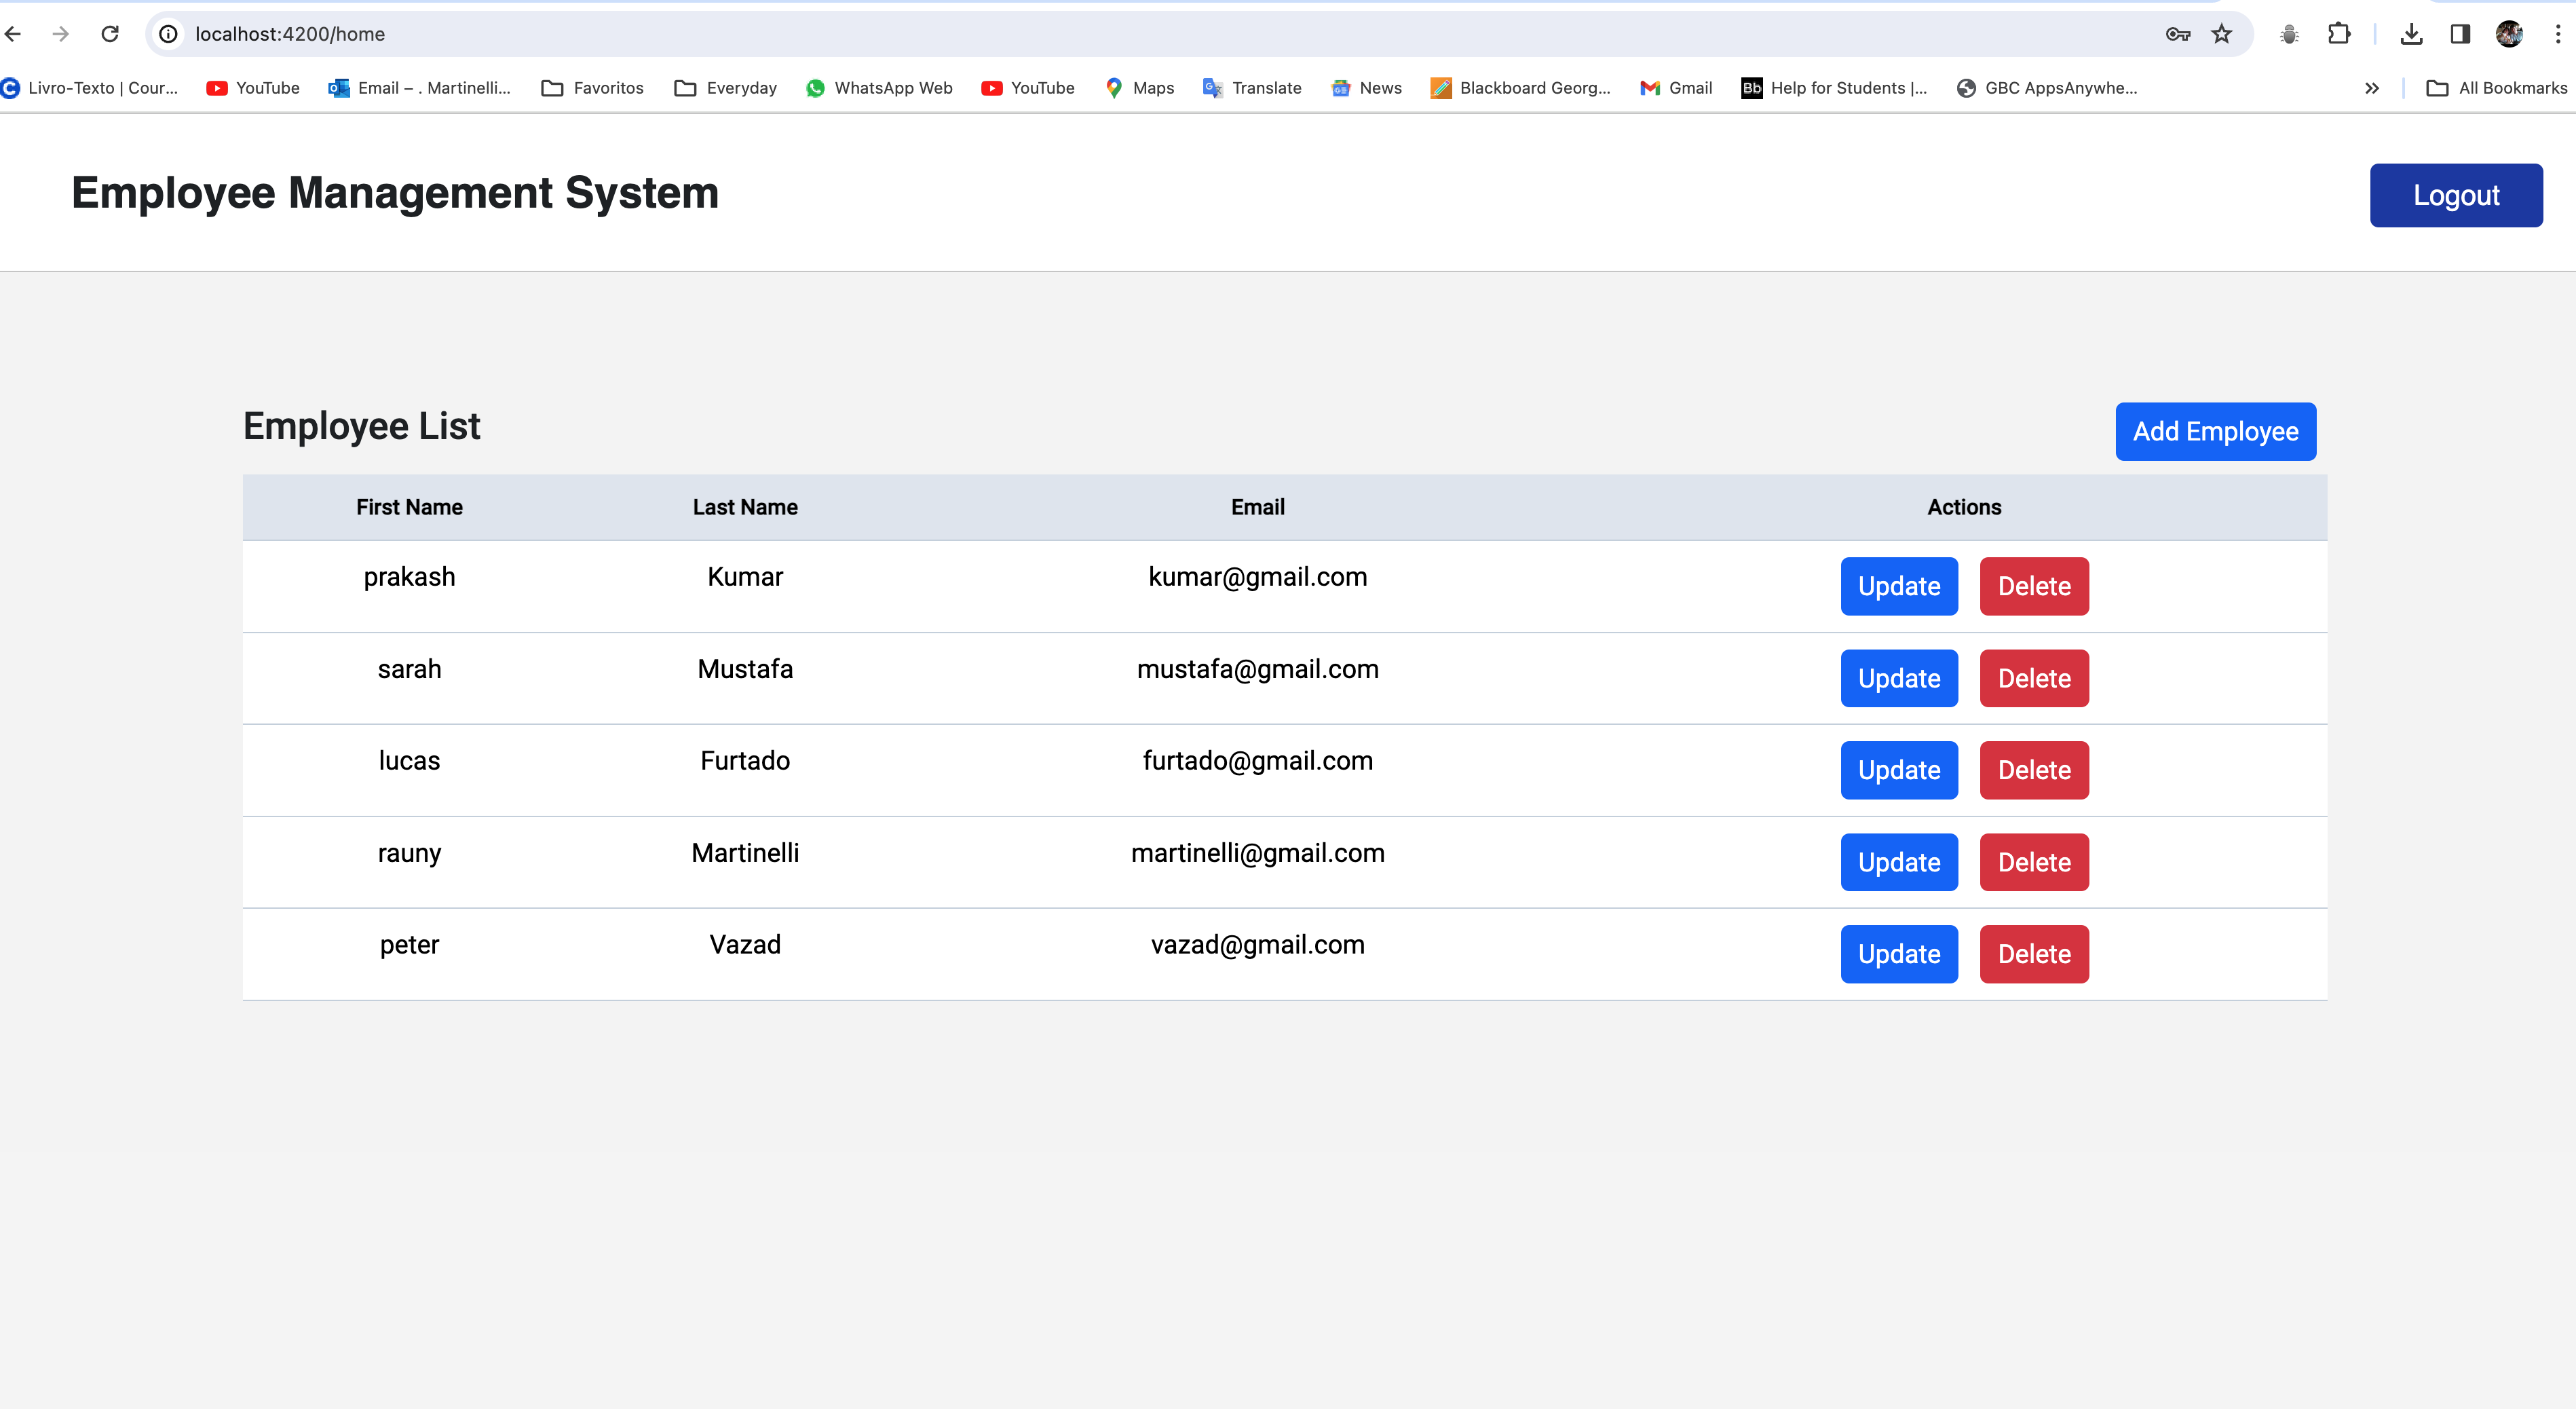 localhost:4200/home
Livro-Texto | Cour... YouTube Email – . Martinelli... Favoritos Everyday WhatsApp Web YouTube Maps Translate News Blackboard Georg... Gmail Bb Help for Students |... GBC AppsAnywhe... » All Bookmarks
Employee Management System Logout
Employee List Add Employee
First Name Last Name Email Actions
prakash Kumar kumar@gmail.com Update Delete
sarah Mustafa mustafa@gmail.com Update Delete
lucas Furtado furtado@gmail.com Update Delete
rauny Martinelli martinelli@gmail.com Update Delete
peter Vazad vazad@gmail.com Update Delete